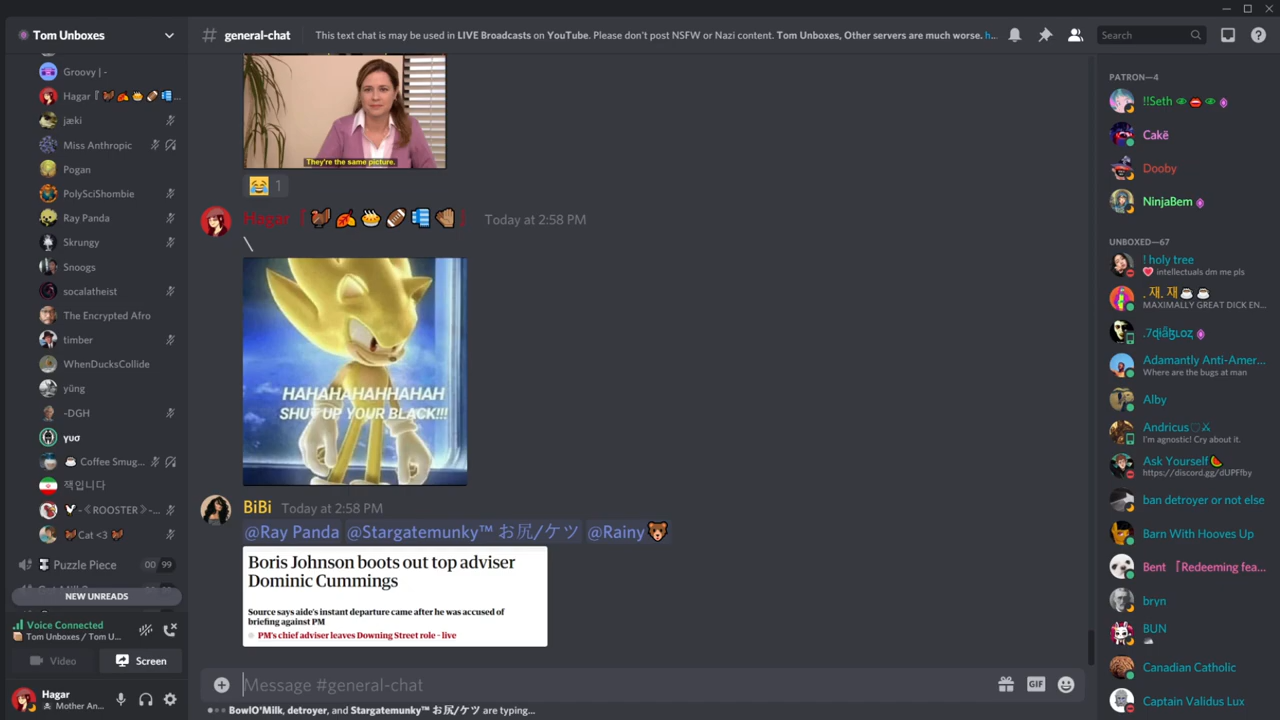 Tom Unboxes
# general-chat
This text chat is may be used in LIVE Broadcasts on YouTube. Please don't post NSFW or Nazi content. Tom Unboxes, Other servers are much worse. h...
Search
Groovy | -
Hagar
jæki
Miss Anthropic
Pogan
PolySciShombie
Ray Panda
Skrungy
Snoogs
socalatheist
The Encrypted Afro
timber
WhenDucksCollide
yûng
-DGH
γυσ
Coffee Smug...
잭입니다
-《ROOSTER》-...
Cat <3
Puzzle Piece 00 99
NEW UNREADS
Voice Connected
Tom Unboxes / Tom U...
Video
Screen
Hagar
Mother An...
They're the same picture.
😂 1
Hagar [🦃🍂🥧🏈 Today at 2:58 PM
\
HAHAHAHAHHAHAH
SHUT UP YOUR BLACK!!!
BiBi Today at 2:58 PM
@Ray Panda @Stargatemunky™ お尻/ケツ @Rainy🐻
Boris Johnson boots out top adviser
Dominic Cummings
Source says aide's instant departure came after he was accused of
briefing against PM
PM's chief adviser leaves Downing Street role – live
Message #general-chat
GIF
BowlO'Milk, detroyer, and Stargatemunky™ お尻/ケツ are typing...
PATRON—4
!!Seth
Cakë
Dooby
NinjaBem
UNBOXED—67
! holy tree
intellectuals dm me pls
. 재. 재
MAXIMALLY GREAT DICK EN...
Adamantly Anti-Amer...
Where are the bugs at man
Alby
Andricus
I'm agnostic! Cry about it.
Ask Yourself🍉
https://discord.gg/dUPFfby
ban detroyer or not else
Barn With Hooves Up
Bent 「Redeeming fea...
bryn
BUN
Canadian Catholic
Captain Validus Lux